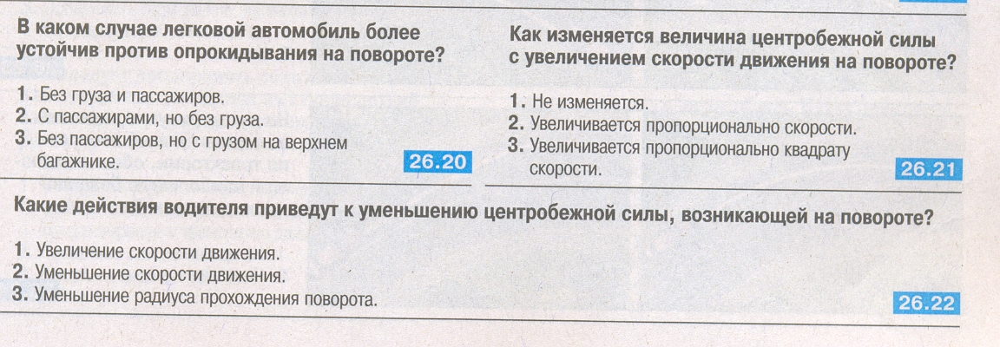 В каком случае легковой автомобиль более
устойчив против опрокидывания на повороте?
1. Без груза и пассажиров.
2. С пассажирами, но без груза.
3. Без пассажиров, но с грузом на верхнем
багажнике.
26.20
Как изменяется величина центробежной силы
с увеличением скорости движения на повороте?
1. Не изменяется.
2. Увеличивается пропорционально скорости.
3. Увеличивается пропорционально квадрату
скорости.
26.21
Какие действия водителя приведут к уменьшению центробежной силы, возникающей на повороте?
1. Увеличение скорости движения.
2. Уменьшение скорости движения.
3. Уменьшение радиуса прохождения поворота.
26.22